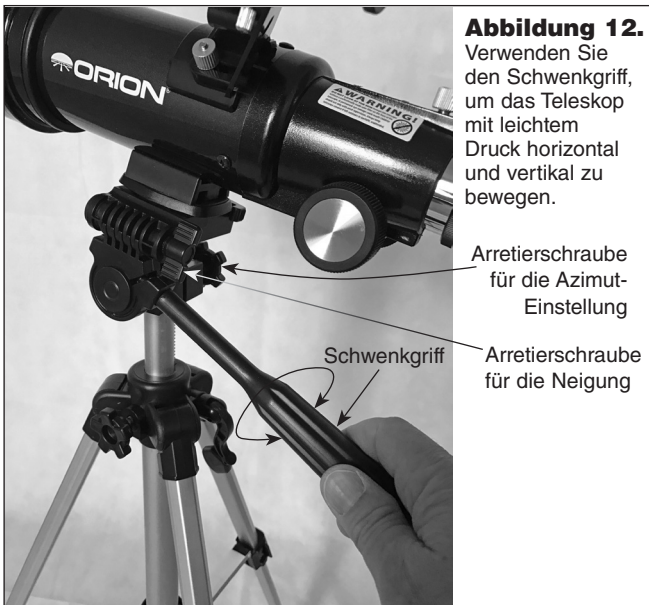 ORION
WARNING!
Abbildung 12.
Verwenden Sie
den Schwenkgriff,
um das Teleskop
mit leichtem
Druck horizontal
und vertikal zu
bewegen.
Arretierschraube
für die Azimut-
Einstellung
Schwenkgriff
Arretierschraube
für die Neigung